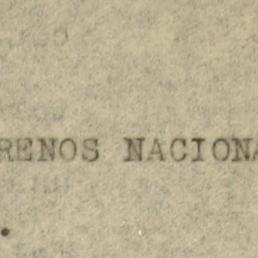 RENOS NACIONA
.